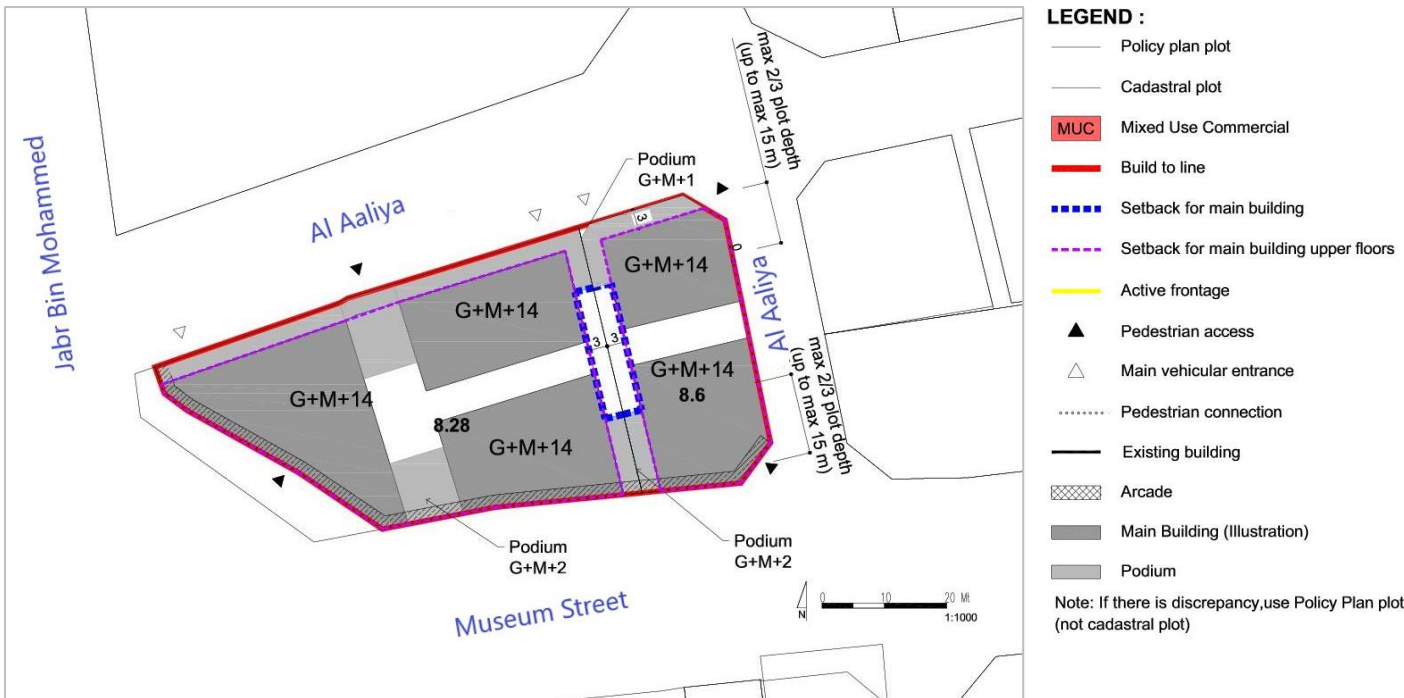 LEGEND :
Policy plan plot
Cadastral plot
MUC Mixed Use Commercial
Build to line
Setback for main building
Setback for main building upper floors
Active frontage
Pedestrian access
Main vehicular entrance
Pedestrian connection
Existing building
Arcade
Main Building (Illustration)
Podium
Note: If there is discrepancy,use Policy Plan plot
(not cadastral plot)
max 2/3 plot depth
(up to max 15 m)
Podium
G+M+1
Jabr Bin Mohammed
Al Aaliya
3
0
G+M+14
Al Aaliya
G+M+14
3 3
G+M+14
8.6
max 2/3 plot depth
(up to max 15 m)
G+M+14
8.28
G+M+14
Podium
G+M+2
Podium
G+M+2
Museum Street
N
0 10 20 Mt
1:1000